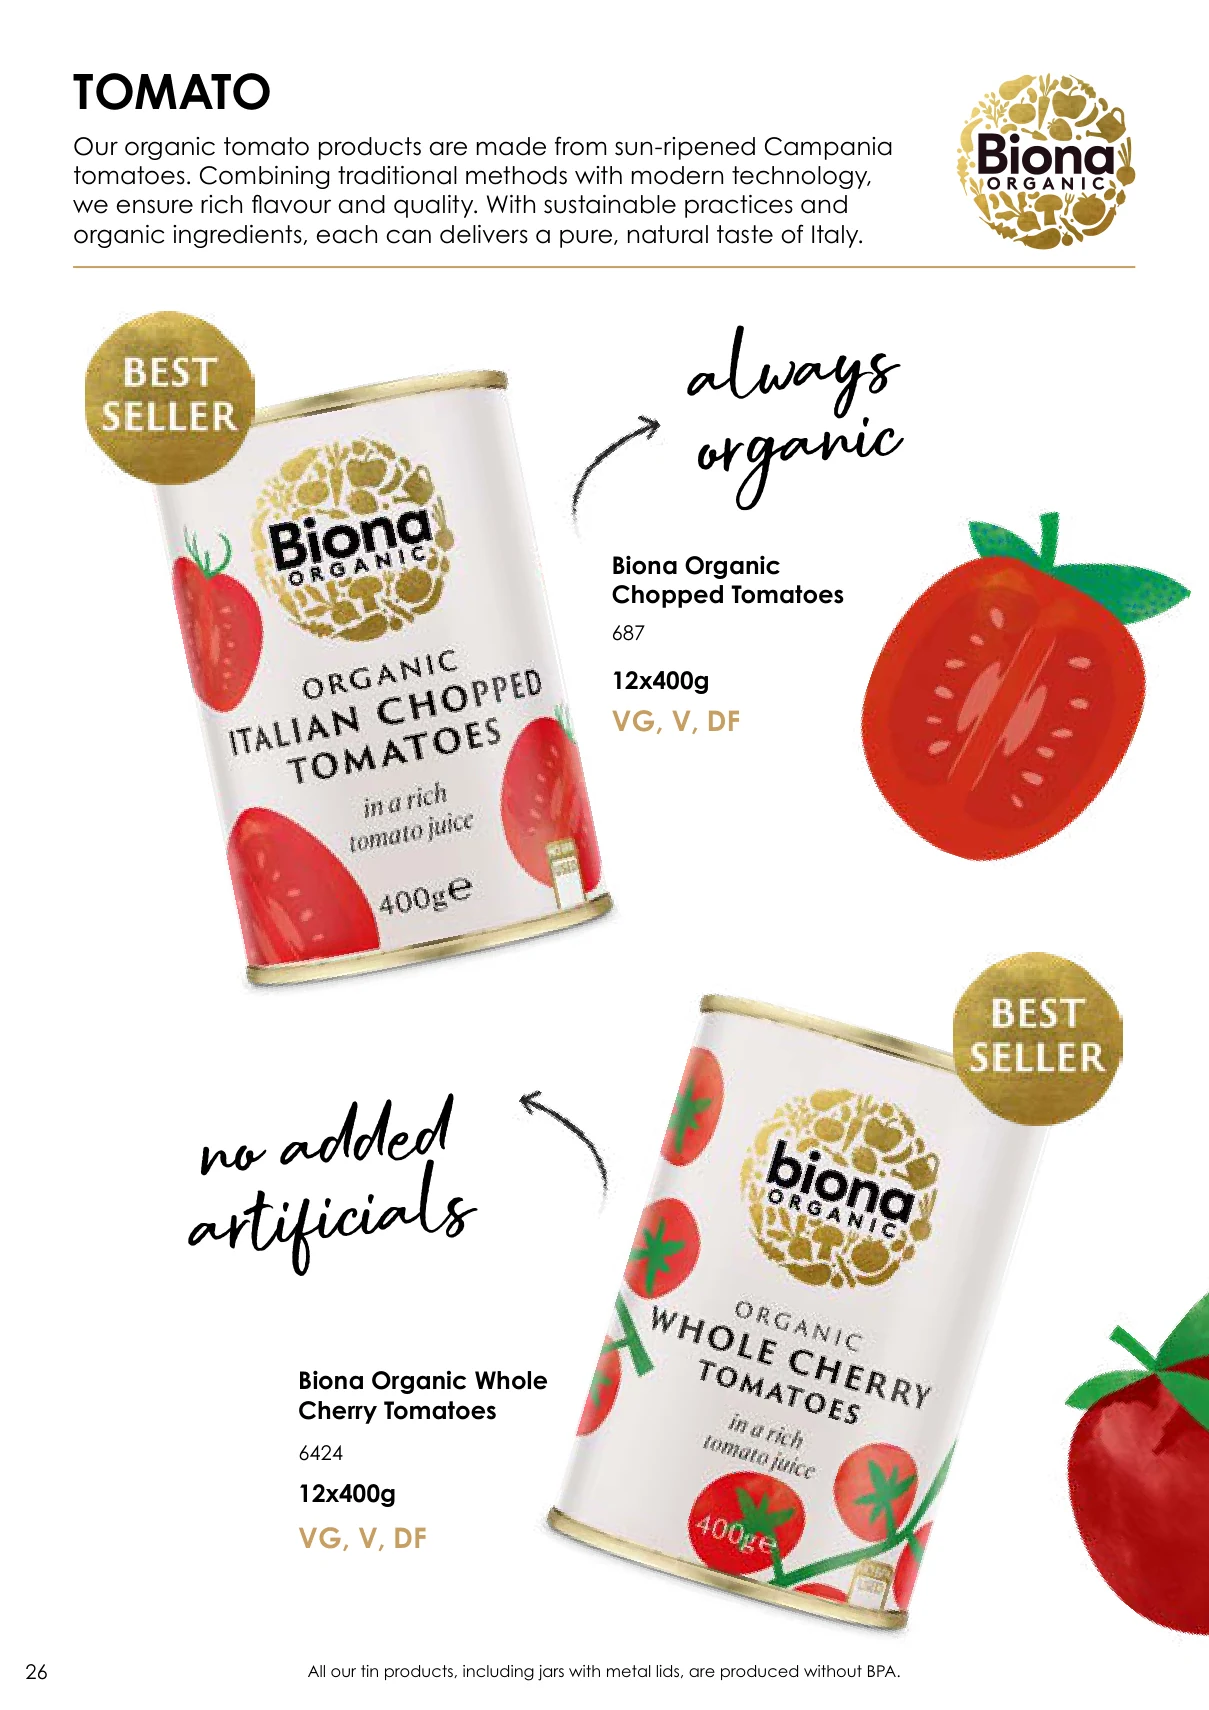 TOMATO
Our organic tomato products are made from sun-ripened Campania
tomatoes. Combining traditional methods with modern technology,
we ensure rich flavour and quality. With sustainable practices and
organic ingredients, each can delivers a pure, natural taste of Italy.
Biona
ORGANIC
BEST
SELLER
Biona
ORGANIC
ORGANIC
ITALIAN CHOPPED
TOMATOES
in a rich
tomato juice
400g e
always
organic
Biona Organic
Chopped Tomatoes
687
12x400g
VG, V, DF
BEST
SELLER
biona
ORGANIC
ORGANIC
WHOLE CHERRY
TOMATOES
in a rich
tomato juice
400g e
no added
artificials
Biona Organic Whole
Cherry Tomatoes
6424
12x400g
VG, V, DF
26
All our tin products, including jars with metal lids, are produced without BPA.